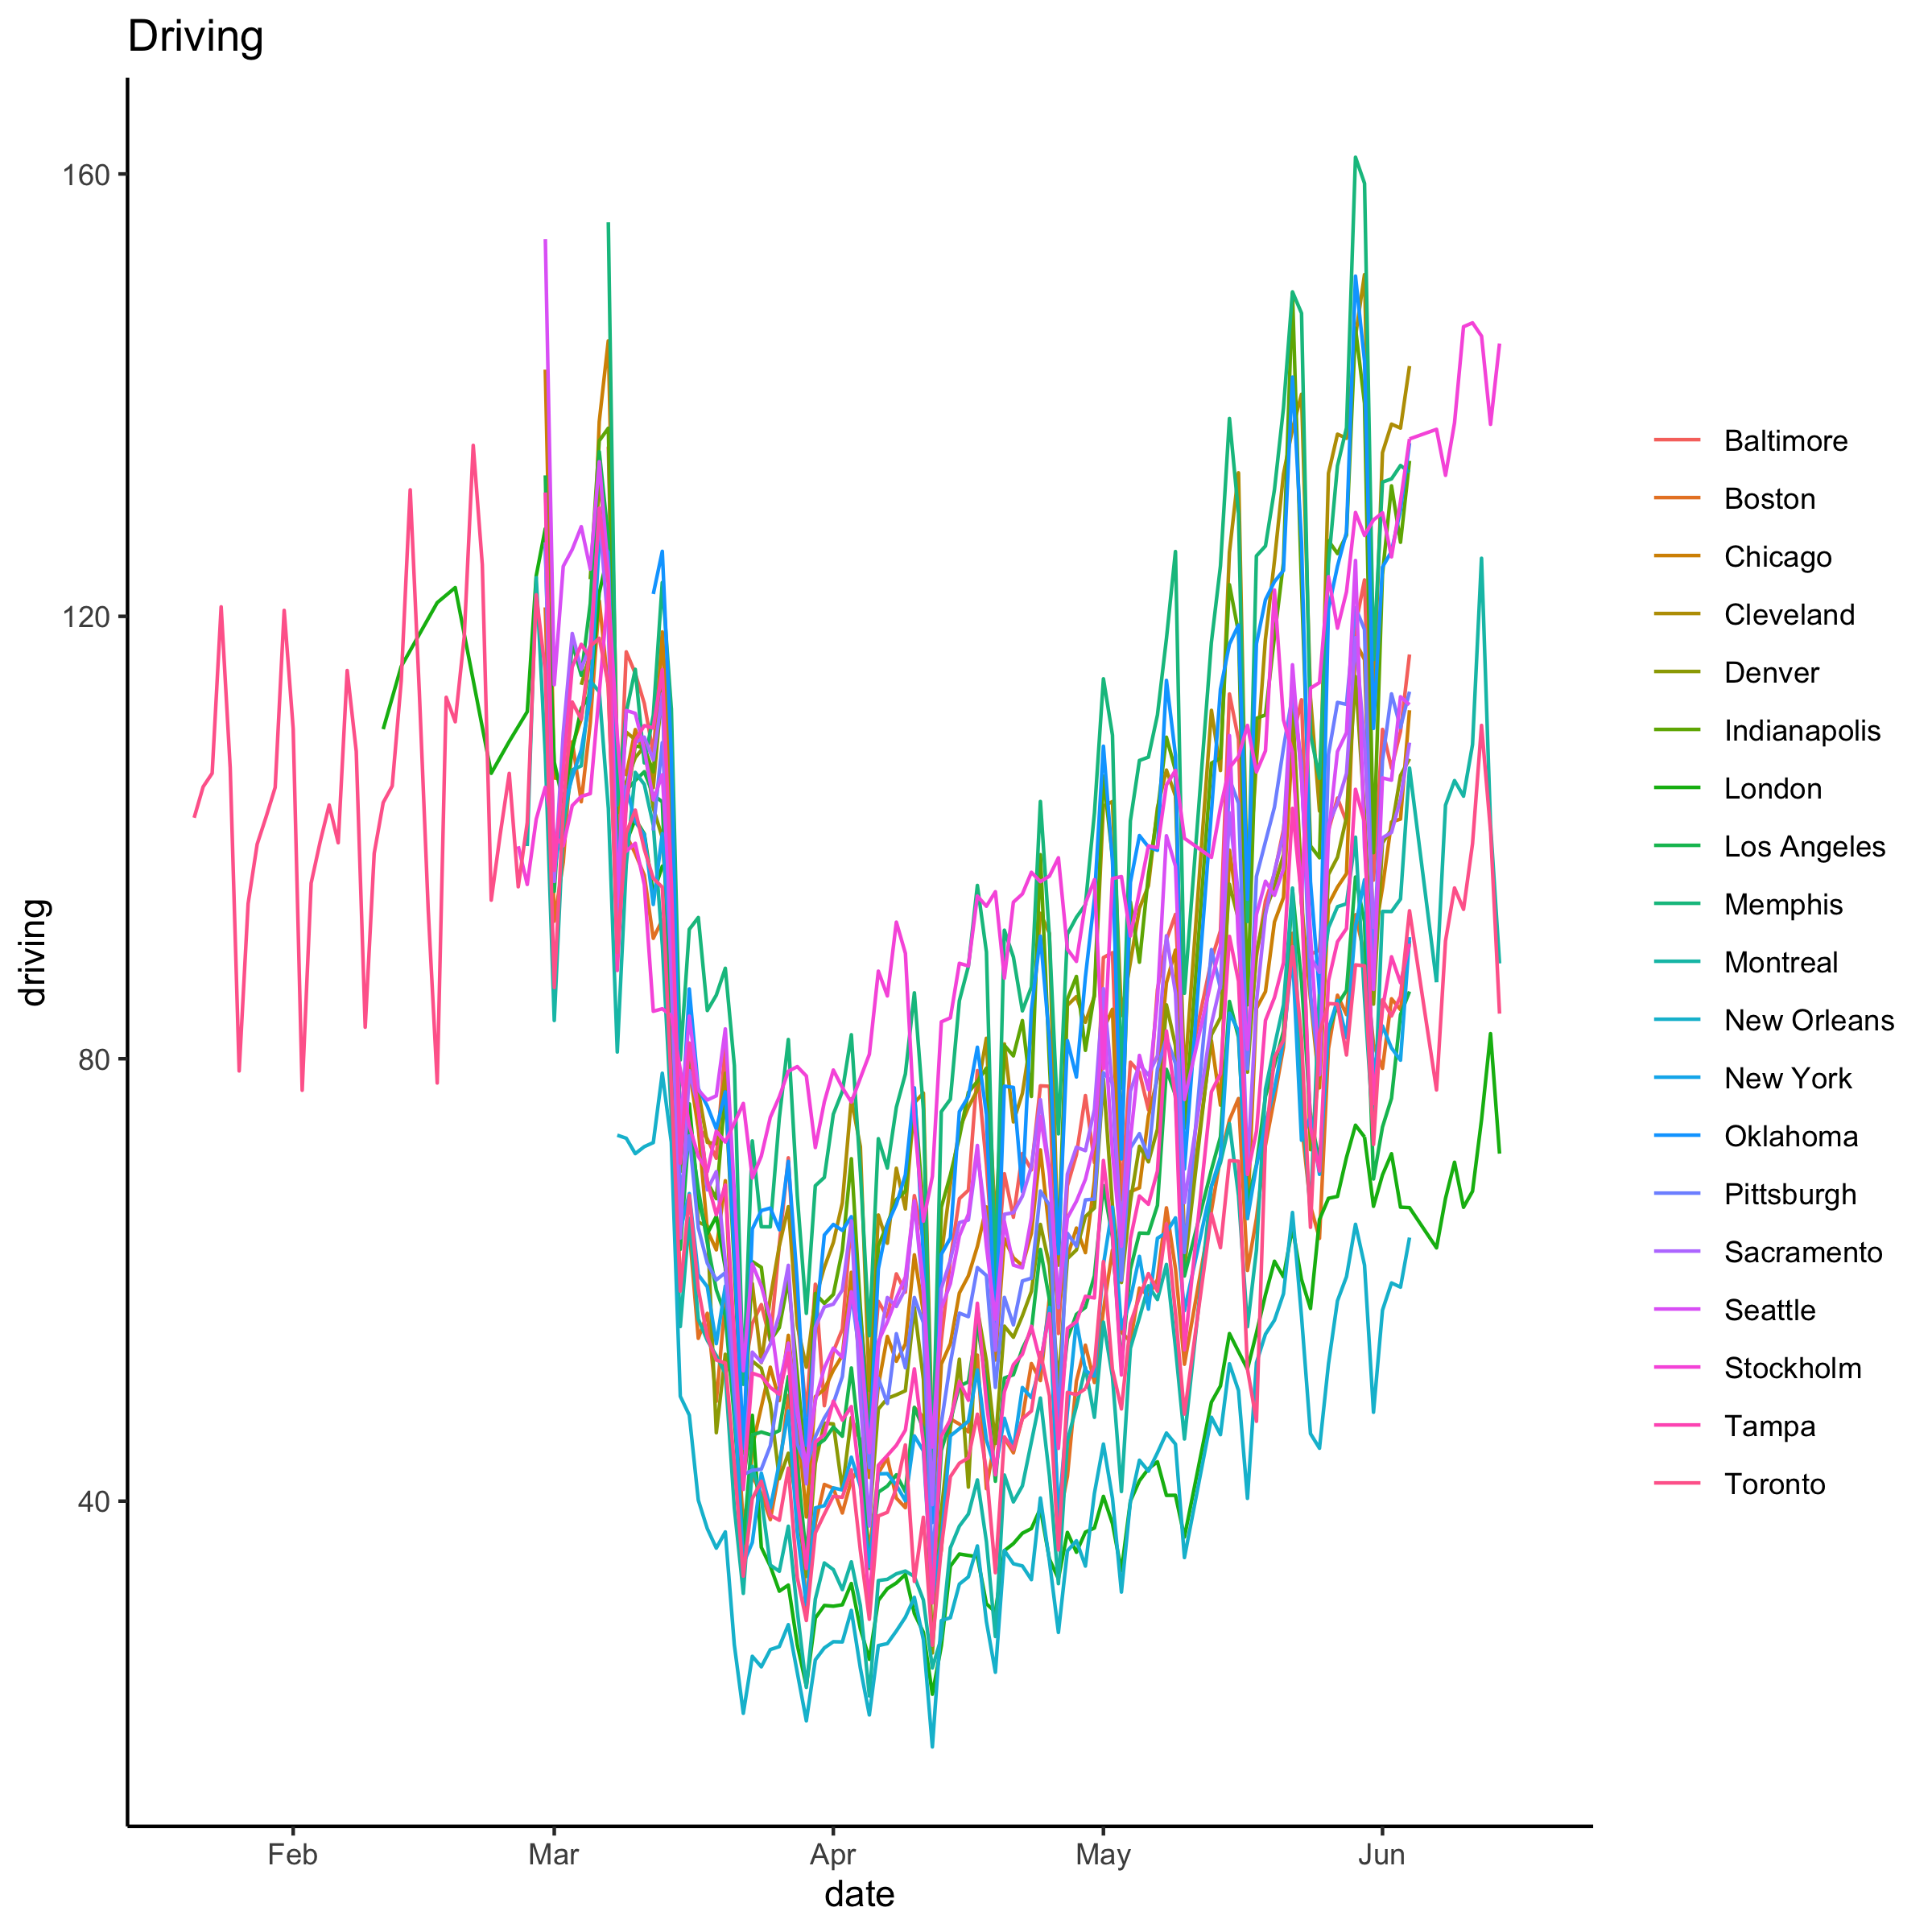 Driving
driving
160
120
80
40
Feb
Mar
Apr
May
Jun
date
Baltimore
Boston
Chicago
Cleveland
Denver
Indianapolis
London
Los Angeles
Memphis
Montreal
New Orleans
New York
Oklahoma
Pittsburgh
Sacramento
Seattle
Stockholm
Tampa
Toronto